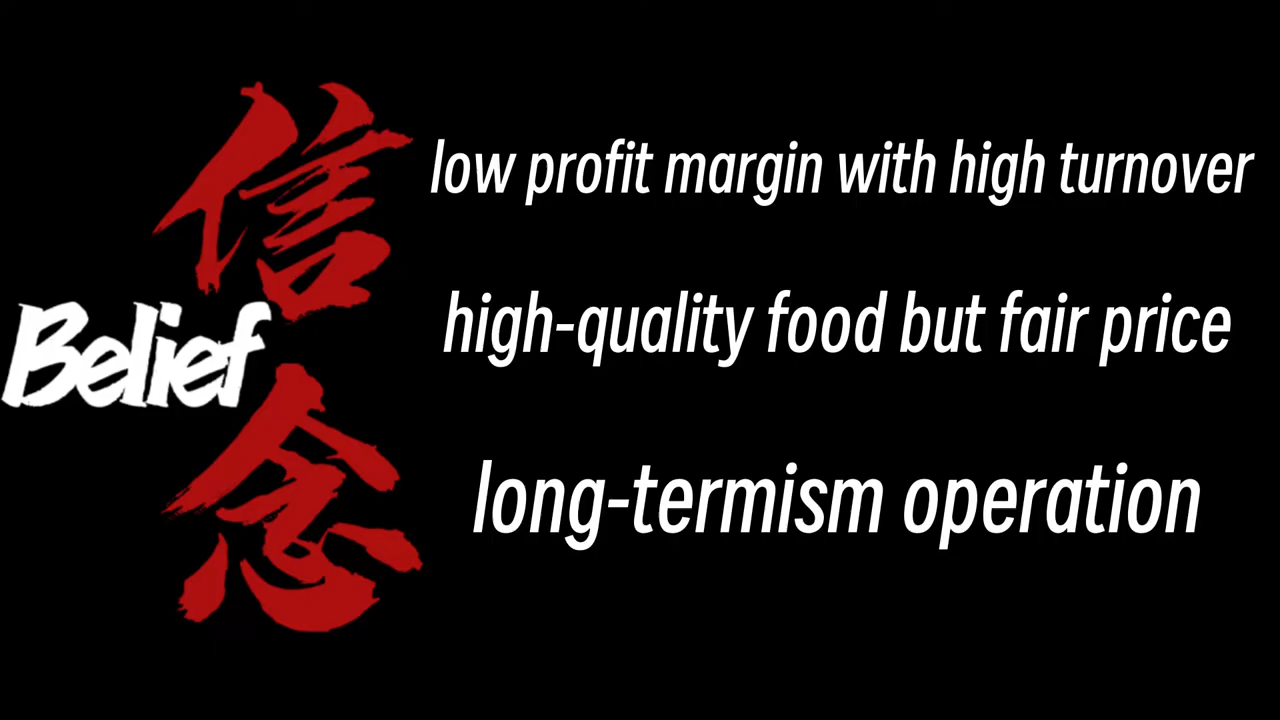 信念
Belief
low profit margin with high turnover
high-quality food but fair price
long-termism operation